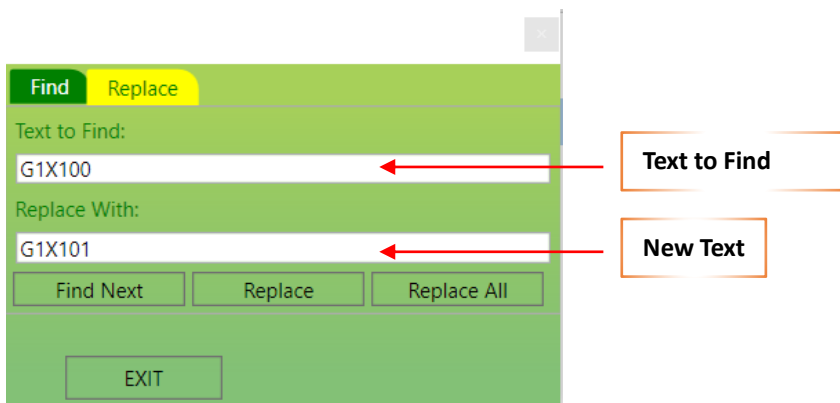 Find Replace
Text to Find:
G1X100
Text to Find
Replace With:
G1X101
New Text
Find Next Replace Replace All
EXIT